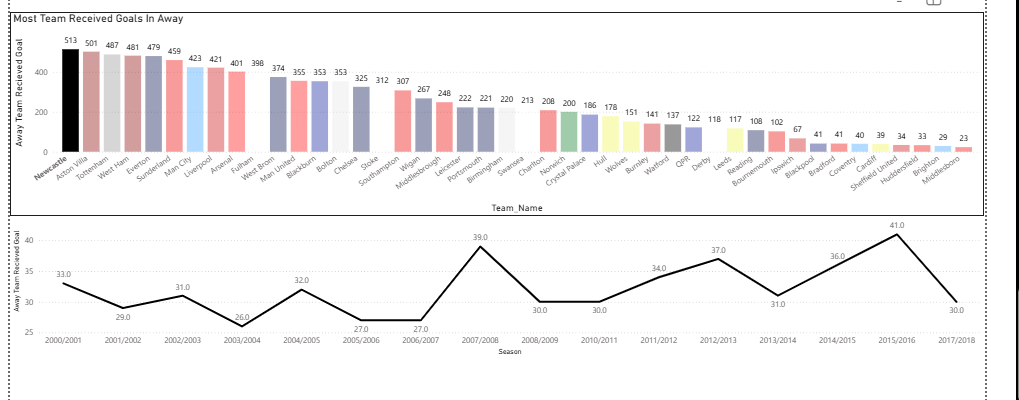 Most Team Received Goals In Away
Away Team Recieved Goal
400
200
0
513 501 487 481 479 459 423 421 401 398 374 355 353 353 325 312 307 267 248 222 221 220 213 208 200 186 178 151 141 137 122 118 117 108 102 67 41 41 40 39 34 33 29 23
Newcastle Aston Villa Tottenham West Ham Everton Sunderland Man City Liverpool Arsenal Fulham West Brom Man United Blackburn Bolton Chelsea Stoke Southampton Wigan Middlesbrough Leicester Portsmouth Birmingham Swansea Charlton Norwich Crystal Palace Hull Wolves Burnley Watford QPR Derby Leeds Reading Bournemouth Ipswich Blackpool Bradford Coventry Cardiff Sheffield United Huddersfield Brighton Middlesboro
Team_Name
Away Team Recieved Goal
40
35
30
25
33.0 29.0 31.0 26.0 32.0 27.0 27.0 39.0 30.0 30.0 34.0 37.0 31.0 36.0 41.0 30.0
2000/2001 2001/2002 2002/2003 2003/2004 2004/2005 2005/2006 2006/2007 2007/2008 2008/2009 2010/2011 2011/2012 2012/2013 2013/2014 2014/2015 2015/2016 2017/2018
Season